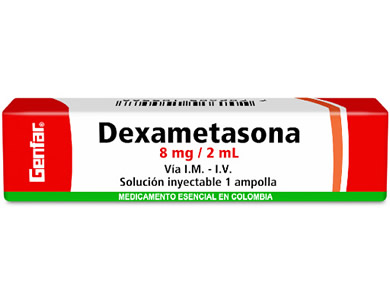 Genfar®
Dexametasona
8 mg / 2 mL
Vía I.M. - I.V.
Solución inyectable 1 ampolla
MEDICAMENTO ESENCIAL EN COLOMBIA